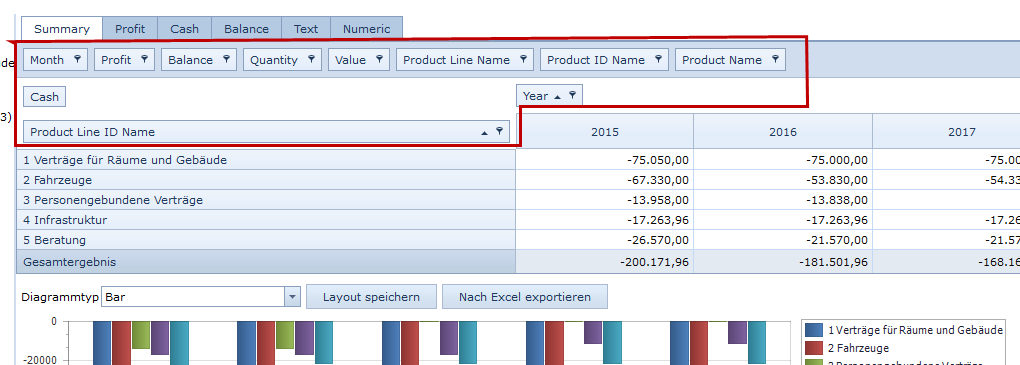 Summary Profit Cash Balance Text Numeric
Month Profit Balance Quantity Value Product Line Name Product ID Name Product Name
nde
Cash Year
3)
Product Line ID Name 2015 2016 2017
1 Verträge für Räume und Gebäude -75.050,00 -75.000,00 -75.00
2 Fahrzeuge -67.330,00 -53.830,00 -54.33
3 Personengebundene Verträge -13.958,00 -13.838,00
4 Infrastruktur -17.263,96 -17.263,96 -17.26
5 Beratung -26.570,00 -21.570,00 -21.57
Gesamtergebnis -200.171,96 -181.501,96 -168.16
Diagrammtyp Bar Layout speichern Nach Excel exportieren
0 1 Verträge für Räume und Gebäude
2 Fahrzeuge
-20000 3 Personengebundene Verträge